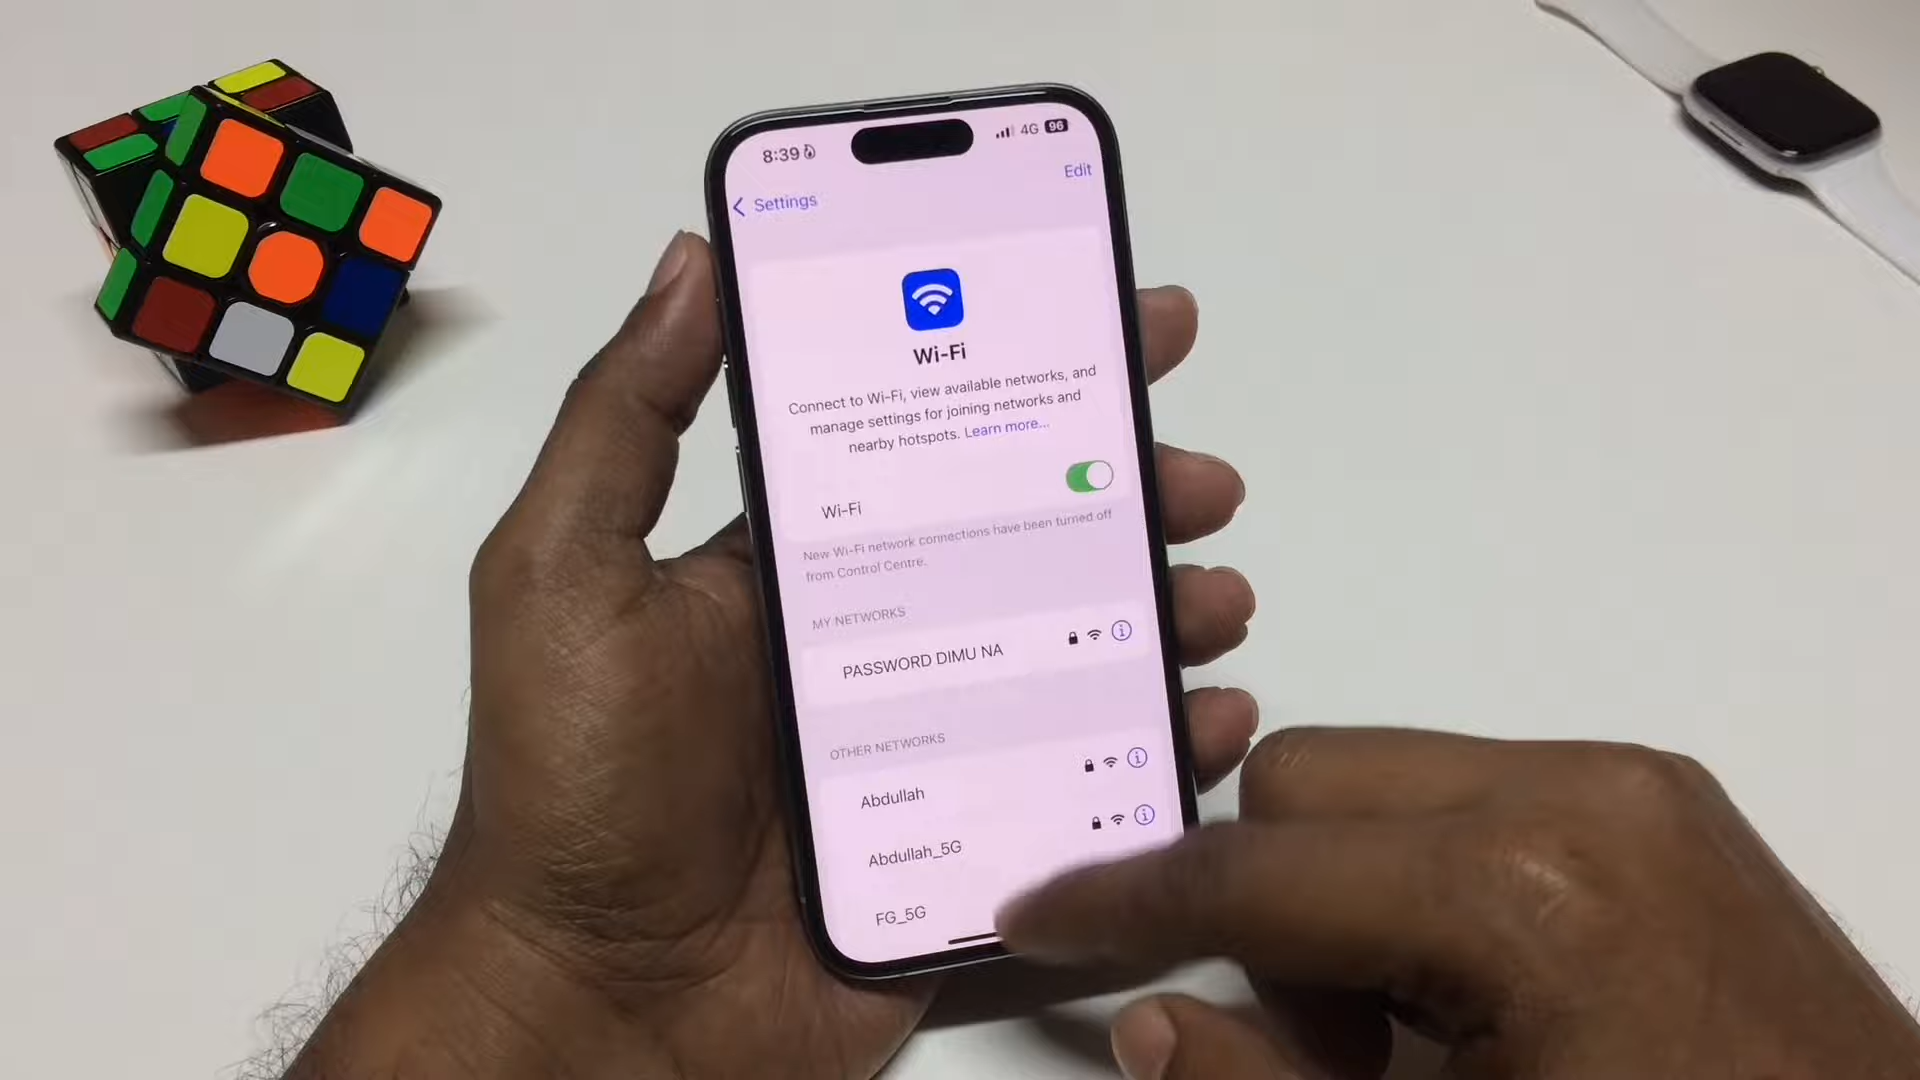 8:39
4G 96
Edit
Settings
Wi-Fi
Connect to Wi-Fi, view available networks, and
manage settings for joining networks and
nearby hotspots. Learn more...
Wi-Fi
New Wi-Fi network connections have been turned off
from Control Centre.
MY NETWORKS
PASSWORD DIMU NA
OTHER NETWORKS
Abdullah
Abdullah_5G
FG_5G